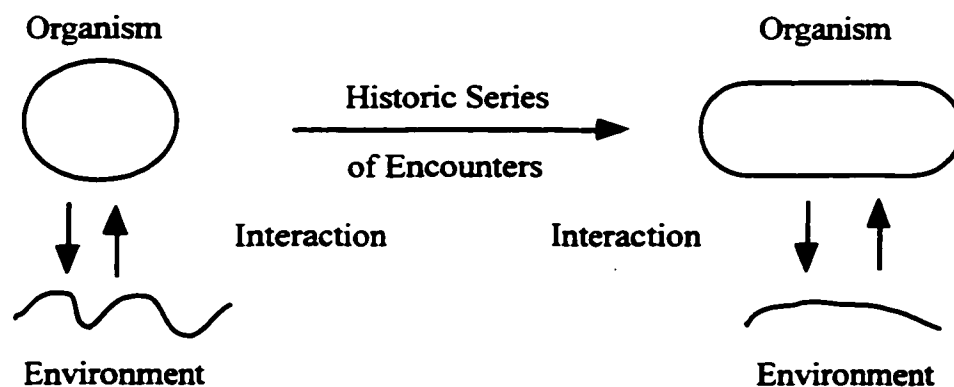 Organism
Organism
Historic Series
of Encounters
Interaction
Interaction
Environment
Environment